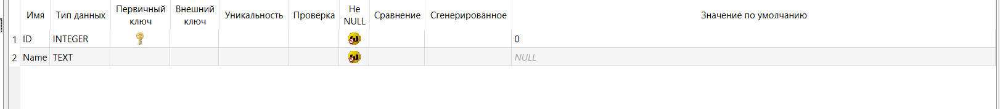 Имя Тип данных Первичный ключ Внешний ключ Уникальность Проверка Не NULL Сравнение Сгенерированное Значение по умолчанию
1 ID INTEGER 0
2 Name TEXT NULL